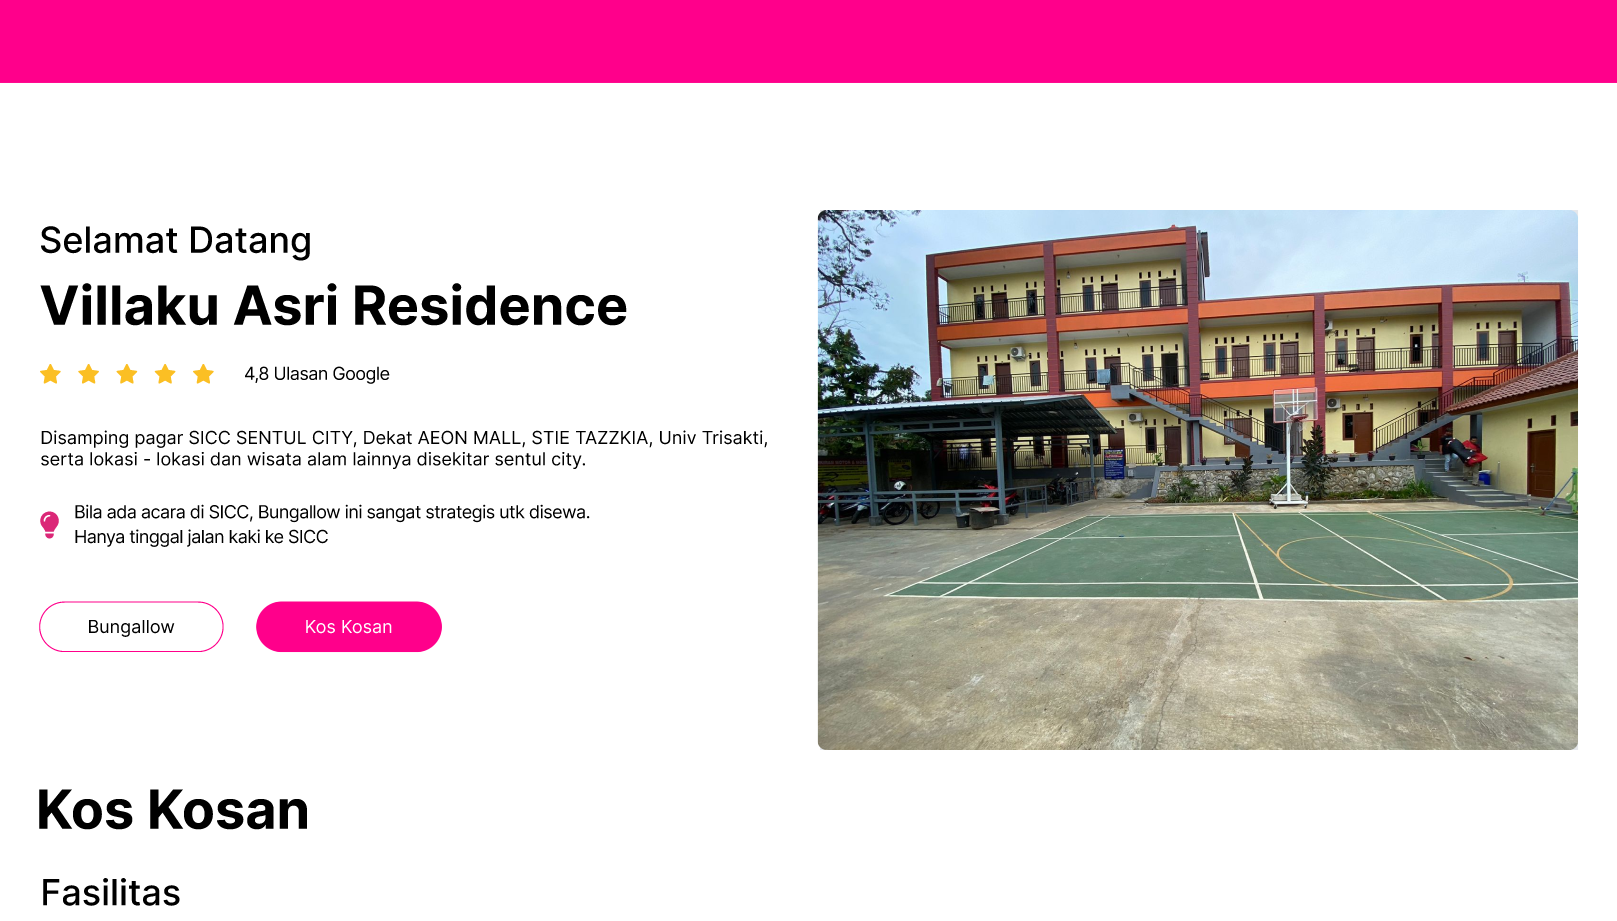 Selamat Datang
Villaku Asri Residence
4,8 Ulasan Google
Disamping pagar SICC SENTUL CITY, Dekat AEON MALL, STIE TAZZKIA, Univ Trisakti,
serta lokasi - lokasi dan wisata alam lainnya disekitar sentul city.
Bila ada acara di SICC, Bungallow ini sangat strategis utk disewa.
Hanya tinggal jalan kaki ke SICC
Bungallow
Kos Kosan
Kos Kosan
Fasilitas